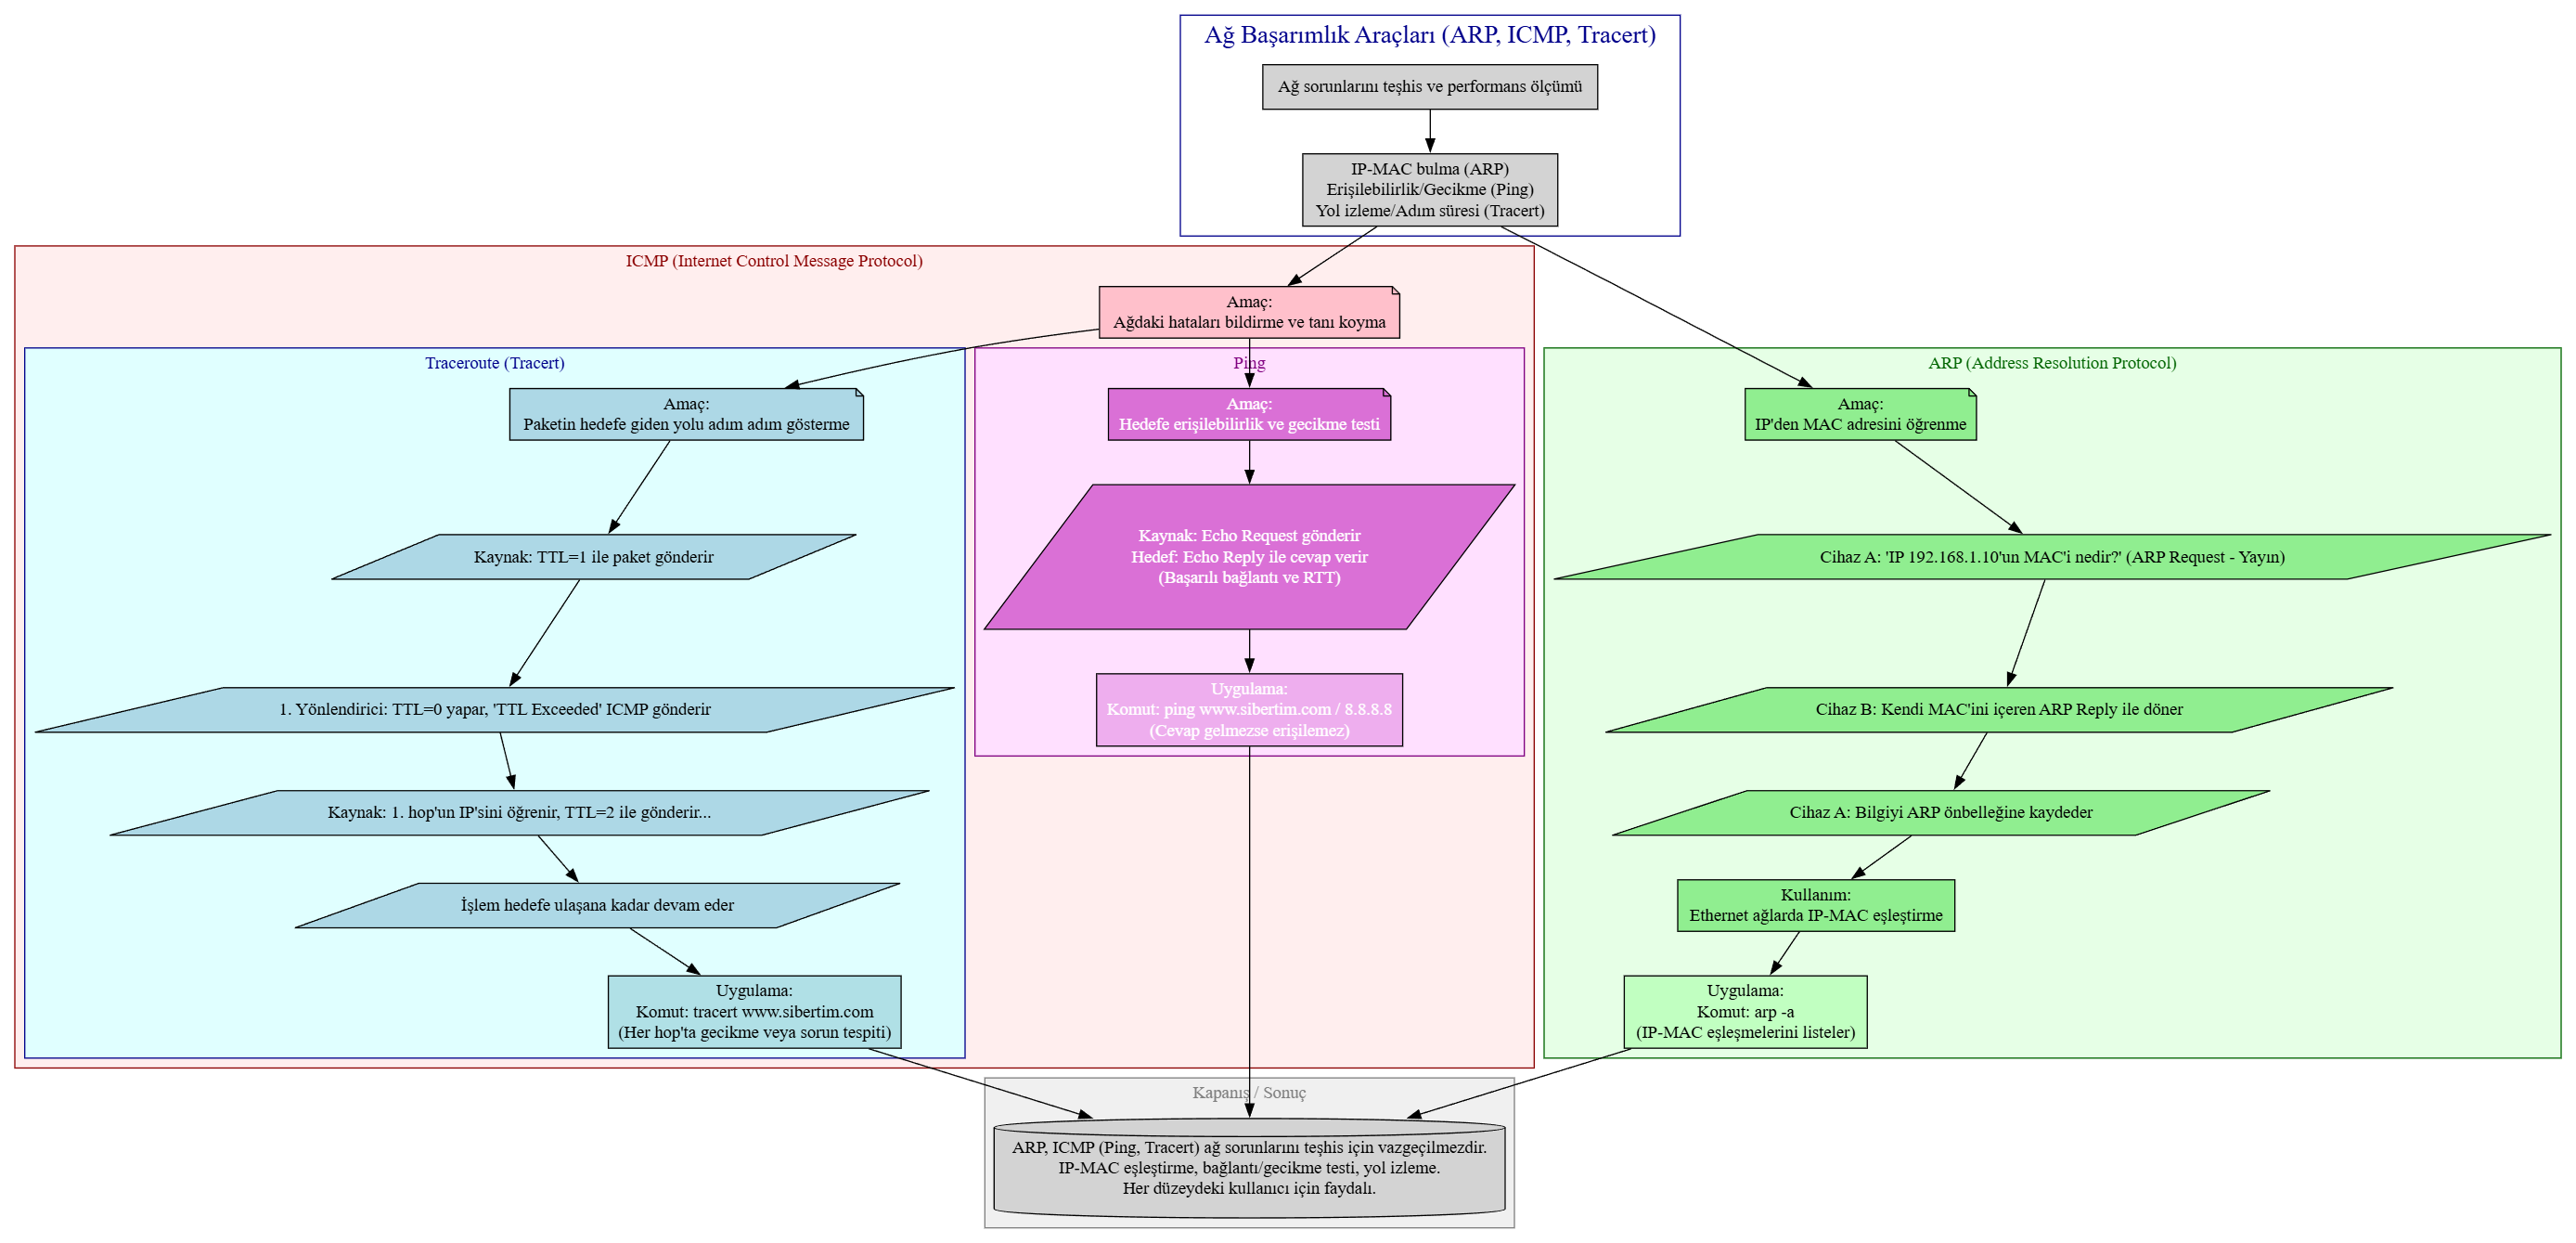 Ağ Başarımlık Araçları (ARP, ICMP, Tracert)
Ağ sorunlarını teşhis ve performans ölçümü
IP-MAC bulma (ARP)
Erişilebilirlik/Gecikme (Ping)
Yol izleme/Adım süresi (Tracert)
ICMP (Internet Control Message Protocol)
Amaç:
Ağdaki hataları bildirme ve tanı koyma
Traceroute (Tracert)
Amaç:
Paketin hedefe giden yolu adım adım gösterme
Kaynak: TTL=1 ile paket gönderir
1. Yönlendirici: TTL=0 yapar, 'TTL Exceeded' ICMP gönderir
Kaynak: 1. hop'un IP'sini öğrenir, TTL=2 ile gönderir...
İşlem hedefe ulaşana kadar devam eder
Uygulama:
Komut: tracert www.sibertim.com
(Her hop'ta gecikme veya sorun tespiti)
Ping
Amaç:
Hedefe erişilebilirlik ve gecikme testi
Kaynak: Echo Request gönderir
Hedef: Echo Reply ile cevap verir
(Başarılı bağlantı ve RTT)
Uygulama:
Komut: ping www.sibertim.com / 8.8.8.8
(Cevap gelmezse erişilemez)
ARP (Address Resolution Protocol)
Amaç:
IP'den MAC adresini öğrenme
Cihaz A: 'IP 192.168.1.10'un MAC'i nedir?' (ARP Request - Yayın)
Cihaz B: Kendi MAC'ini içeren ARP Reply ile döner
Cihaz A: Bilgiyi ARP önbelleğine kaydeder
Kullanım:
Ethernet ağlarda IP-MAC eşleştirme
Uygulama:
Komut: arp -a
(IP-MAC eşleşmelerini listeler)
Kapanış / Sonuç
ARP, ICMP (Ping, Tracert) ağ sorunlarını teşhis için vazgeçilmezdir.
IP-MAC eşleştirme, bağlantı/gecikme testi, yol izleme.
Her düzeydeki kullanıcı için faydalı.